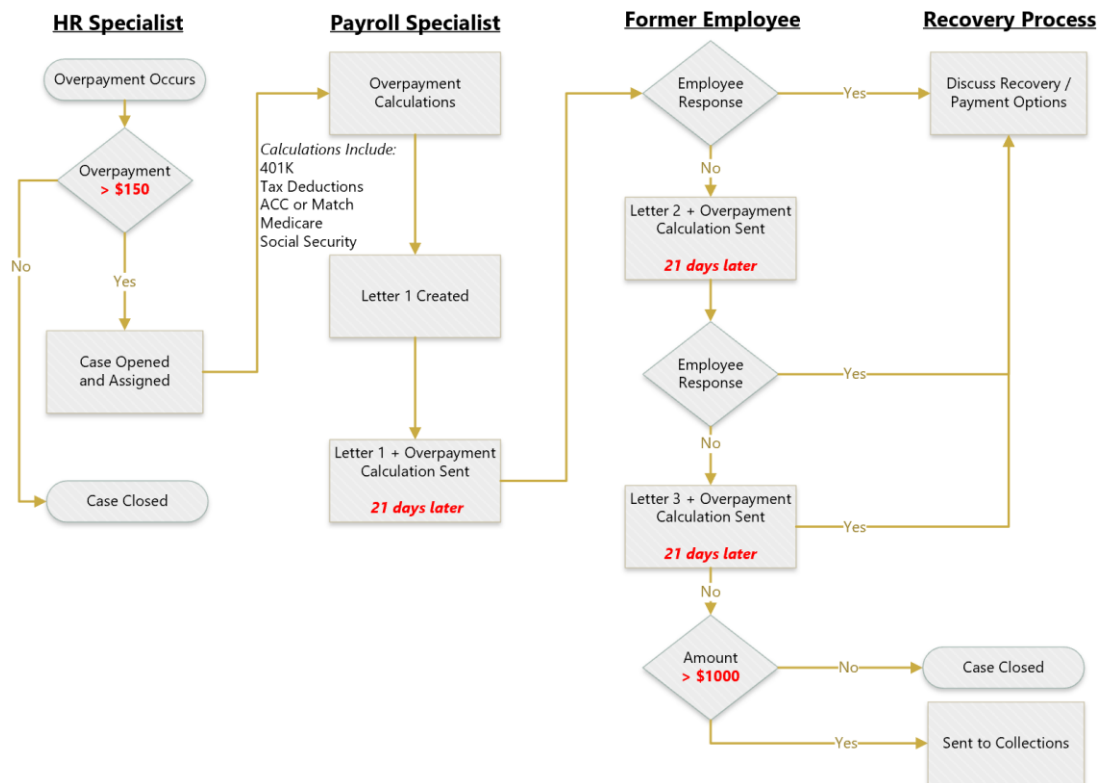 HR Specialist
Overpayment Occurs
Overpayment
> $150
No
Yes
Case Opened
and Assigned
Case Closed
Payroll Specialist
Overpayment
Calculations
Calculations Include:
401K
Tax Deductions
ACC or Match
Medicare
Social Security
Letter 1 Created
Letter 1 + Overpayment
Calculation Sent
21 days later
Former Employee
Employee
Response
Yes
No
Letter 2 + Overpayment
Calculation Sent
21 days later
Employee
Response
Yes
No
Letter 3 + Overpayment
Calculation Sent
21 days later
Yes
No
Amount
> $1000
No
Yes
Recovery Process
Discuss Recovery /
Payment Options
Case Closed
Sent to Collections